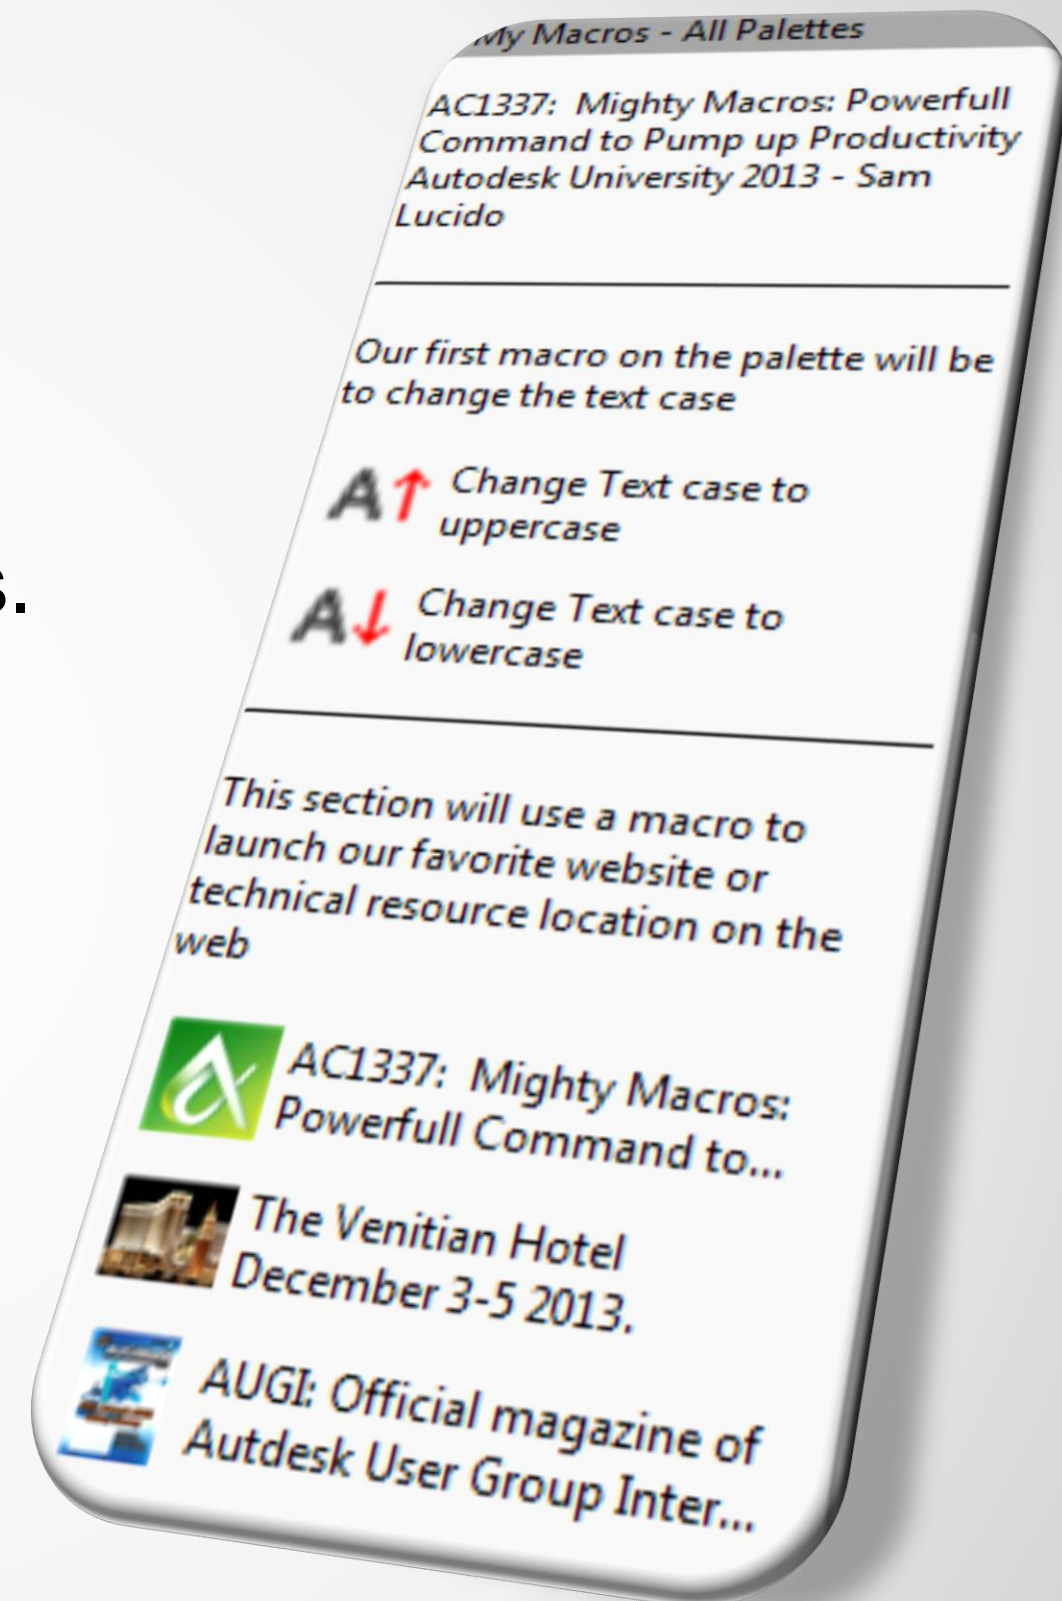 My Macros - All Palettes
AC1337:  Mighty Macros: Powerfull
Command to Pump up Productivity
Autodesk University 2013 - Sam
Lucido
Our first macro on the palette will be
to change the text case
A Change Text case to
uppercase
s.
A Change Text case to
lowercase
This section will use a macro to
launch our favorite website or
technical resource location on the
web
AC1337:  Mighty Macros:
Powerfull Command to...
The Venitian Hotel
December 3-5 2013.
AUGI: Official magazine of
Autdesk User Group Inter...